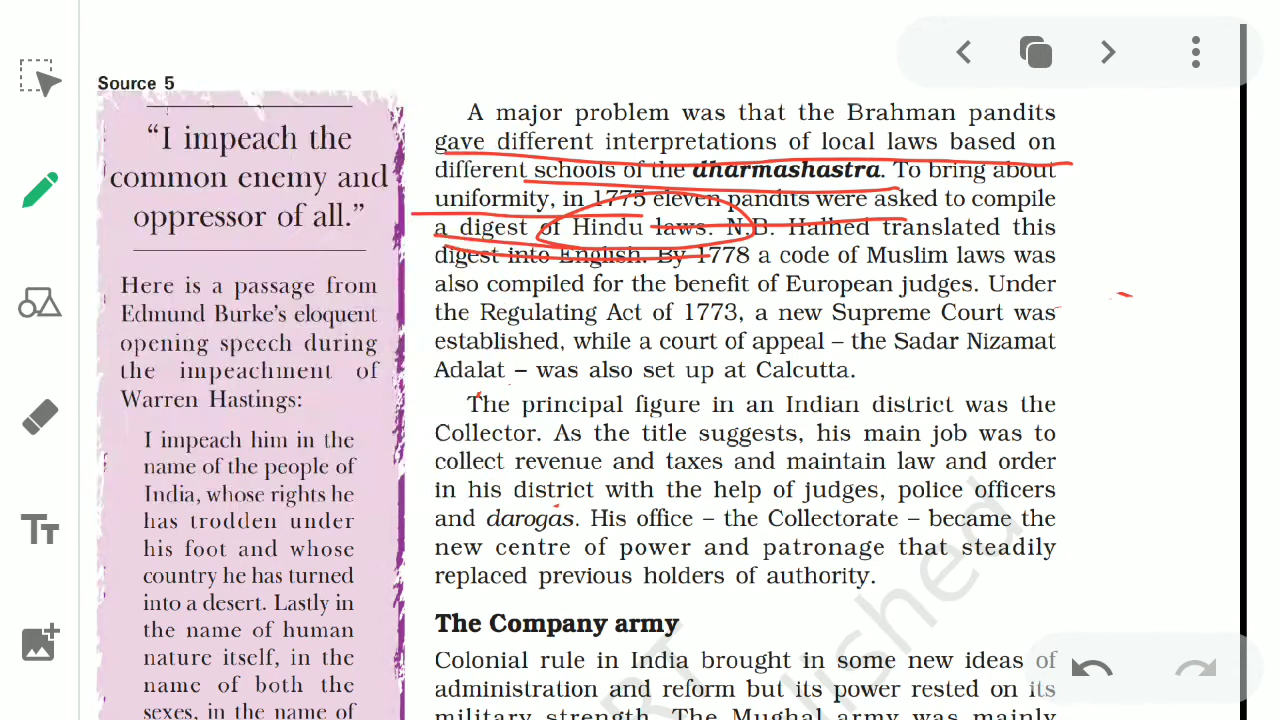 Source 5
“I impeach the
common enemy and
oppressor of all.”
Here is a passage from
Edmund Burke’s eloquent
opening speech during
the impeachment of
Warren Hastings:
I impeach him in the
name of the people of
India, whose rights he
has trodden under
his foot and whose
country he has turned
into a desert. Lastly in
the name of human
nature itself, in the
name of both the
sexes, in the name of
A major problem was that the Brahman pandits
gave different interpretations of local laws based on
different schools of the dharmashastra. To bring about
uniformity, in 1775 eleven pandits were asked to compile
a digest of Hindu laws. N.B. Halhed translated this
digest into English. By 1778 a code of Muslim laws was
also compiled for the benefit of European judges. Under
the Regulating Act of 1773, a new Supreme Court was
established, while a court of appeal – the Sadar Nizamat
Adalat – was also set up at Calcutta.
The principal figure in an Indian district was the
Collector. As the title suggests, his main job was to
collect revenue and taxes and maintain law and order
in his district with the help of judges, police officers
and darogas. His office – the Collectorate – became the
new centre of power and patronage that steadily
replaced previous holders of authority.
The Company army
Colonial rule in India brought in some new ideas of
administration and reform but its power rested on its
military strength. The Mughal army was mainly